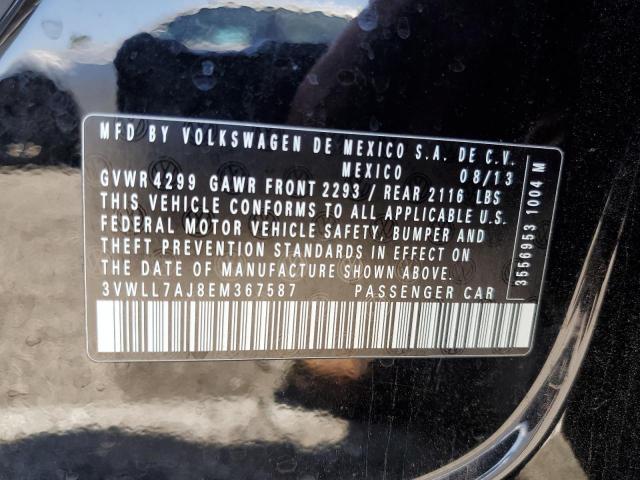 MFD BY VOLKSWAGEN DE MEXICO S.A. DE C.V.
MEXICO 08/13
GVWR 4299 GAWR FRONT 2293 / REAR 2116 LBS
THIS VEHICLE CONFORMS TO ALL APPLICABLE U.S.
FEDERAL MOTOR VEHICLE SAFETY, BUMPER AND
THEFT PREVENTION STANDARDS IN EFFECT ON
THE DATE OF MANUFACTURE SHOWN ABOVE.
3VWLL7AJ8EM367587 PASSENGER CAR
3556953 1004 M